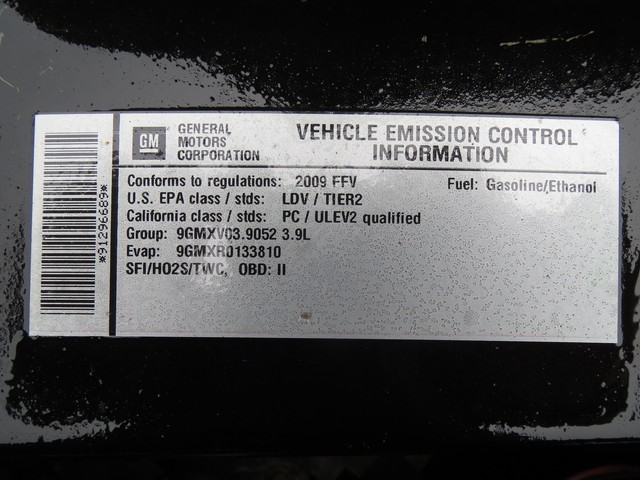 *91296689*
GM
GENERAL
MOTORS
CORPORATION
VEHICLE EMISSION CONTROL
INFORMATION
Conforms to regulations: 2009 FFV Fuel: Gasoline/Ethanol
U.S. EPA class / stds: LDV / TIER2
California class / stds: PC / ULEV2 qualified
Group: 9GMXV03.9052 3.9L
Evap: 9GMXR0133810
SFI/HO2S/TWC, OBD: II